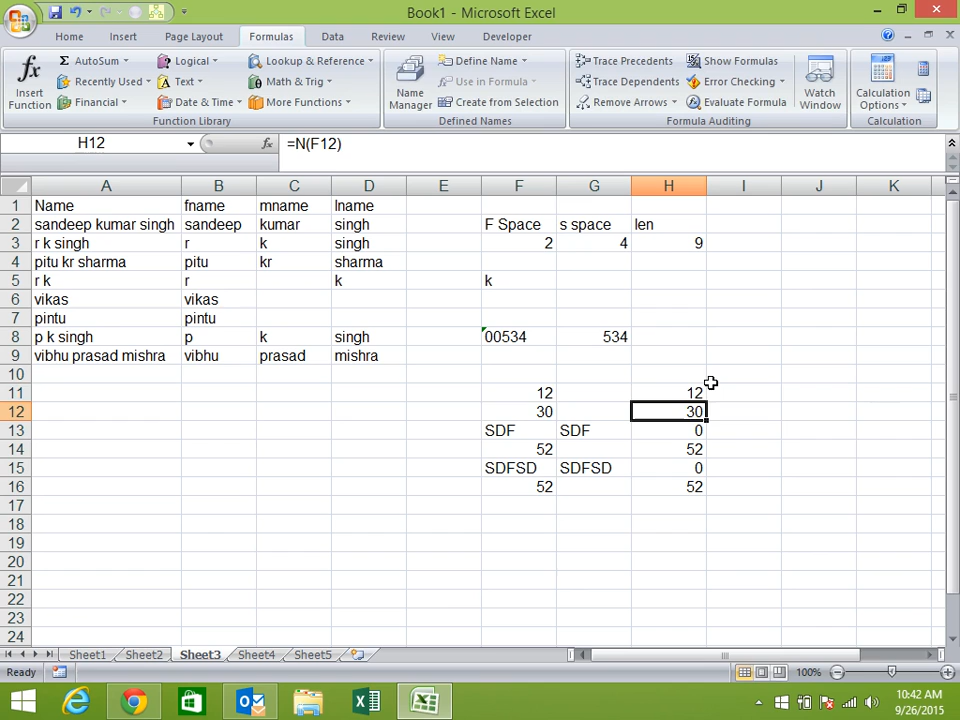 Book1 - Microsoft Excel
Home Insert Page Layout Formulas Data Review View Developer
fx Insert Function
Σ AutoSum Logical Lookup & Reference
Recently Used Text Math & Trig
Financial Date & Time More Functions
Function Library
Name Manager
Define Name
Use in Formula
Create from Selection
Defined Names
Trace Precedents Show Formulas
Trace Dependents Error Checking
Remove Arrows Evaluate Formula
Formula Auditing
Watch Window
Calculation Options
Calculation
H12 fx =N(F12)
A B C D E F G H I J K
1 Name fname mname lname
2 sandeep kumar singh sandeep kumar singh F Space s space len
3 r k singh r k singh 2 4 9
4 pitu kr sharma pitu kr sharma
5 r k r k k
6 vikas vikas
7 pintu pintu
8 p k singh p k singh 00534 534
9 vibhu prasad mishra vibhu prasad mishra
10
11 12 12
12 30 30
13 SDF SDF 0
14 52 52
15 SDFSD SDFSD 0
16 52 52
17
18
19
20
21
22
23
24
Sheet1 Sheet2 Sheet3 Sheet4 Sheet5
Ready 100%
10:42 AM
9/26/2015